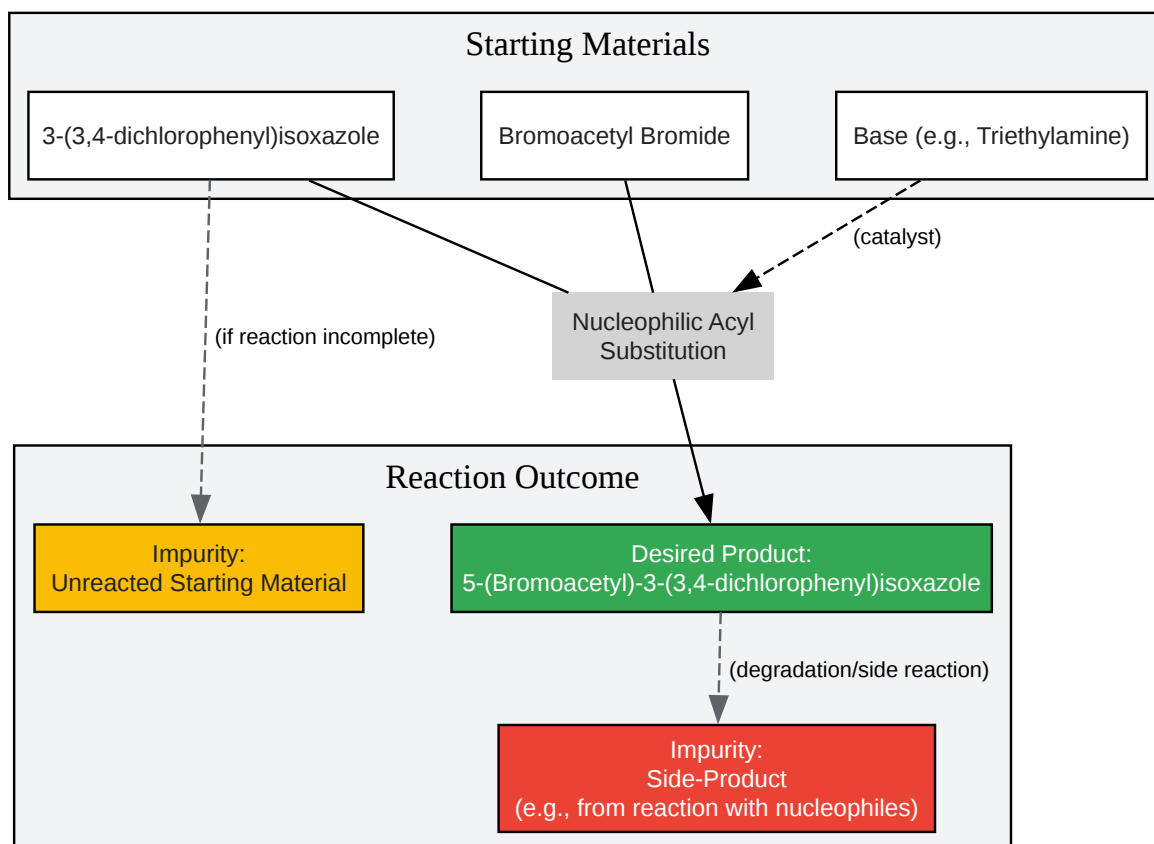 Starting Materials
3-(3,4-dichlorophenyl)isoxazole
Bromoacetyl Bromide
Base (e.g., Triethylamine)
(catalyst)
Nucleophilic Acyl
Substitution
(if reaction incomplete)
Reaction Outcome
Impurity:
Unreacted Starting Material
Desired Product:
5-(Bromoacetyl)-3-(3,4-dichlorophenyl)isoxazole
(degradation/side reaction)
Impurity:
Side-Product
(e.g., from reaction with nucleophiles)